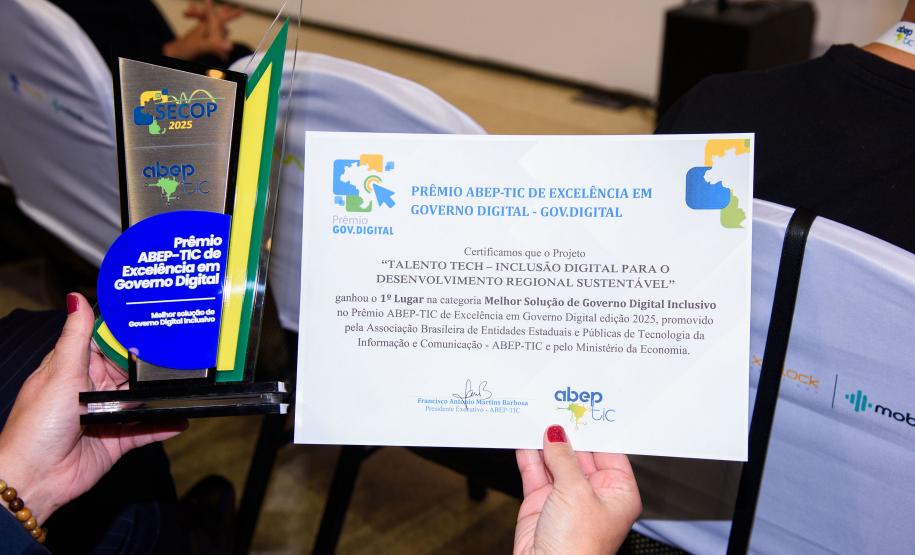 SECOP
2025
abep
tic
Prêmio
ABEP-TIC de
Excelência em
Governo Digital
Melhor solução de
Governo Digital Inclusivo
Prêmio
GOV.DIGITAL
PRÊMIO ABEP-TIC DE EXCELÊNCIA EM
GOVERNO DIGITAL - GOV.DIGITAL
Certificamos que o Projeto
“TALENTO TECH – INCLUSÃO DIGITAL PARA O
DESENVOLVIMENTO REGIONAL SUSTENTÁVEL”
ganhou o 1º Lugar na categoria Melhor Solução de Governo Digital Inclusivo
no Prêmio ABEP-TIC de Excelência em Governo Digital edição 2025, promovido
pela Associação Brasileira de Entidades Estaduais e Públicas de Tecnologia da
Informação e Comunicação - ABEP-TIC e pelo Ministério da Economia.
Francisco Antonio Martins Barbosa
Presidente Executivo - ABEP-TIC
abep
tic
abep
tic